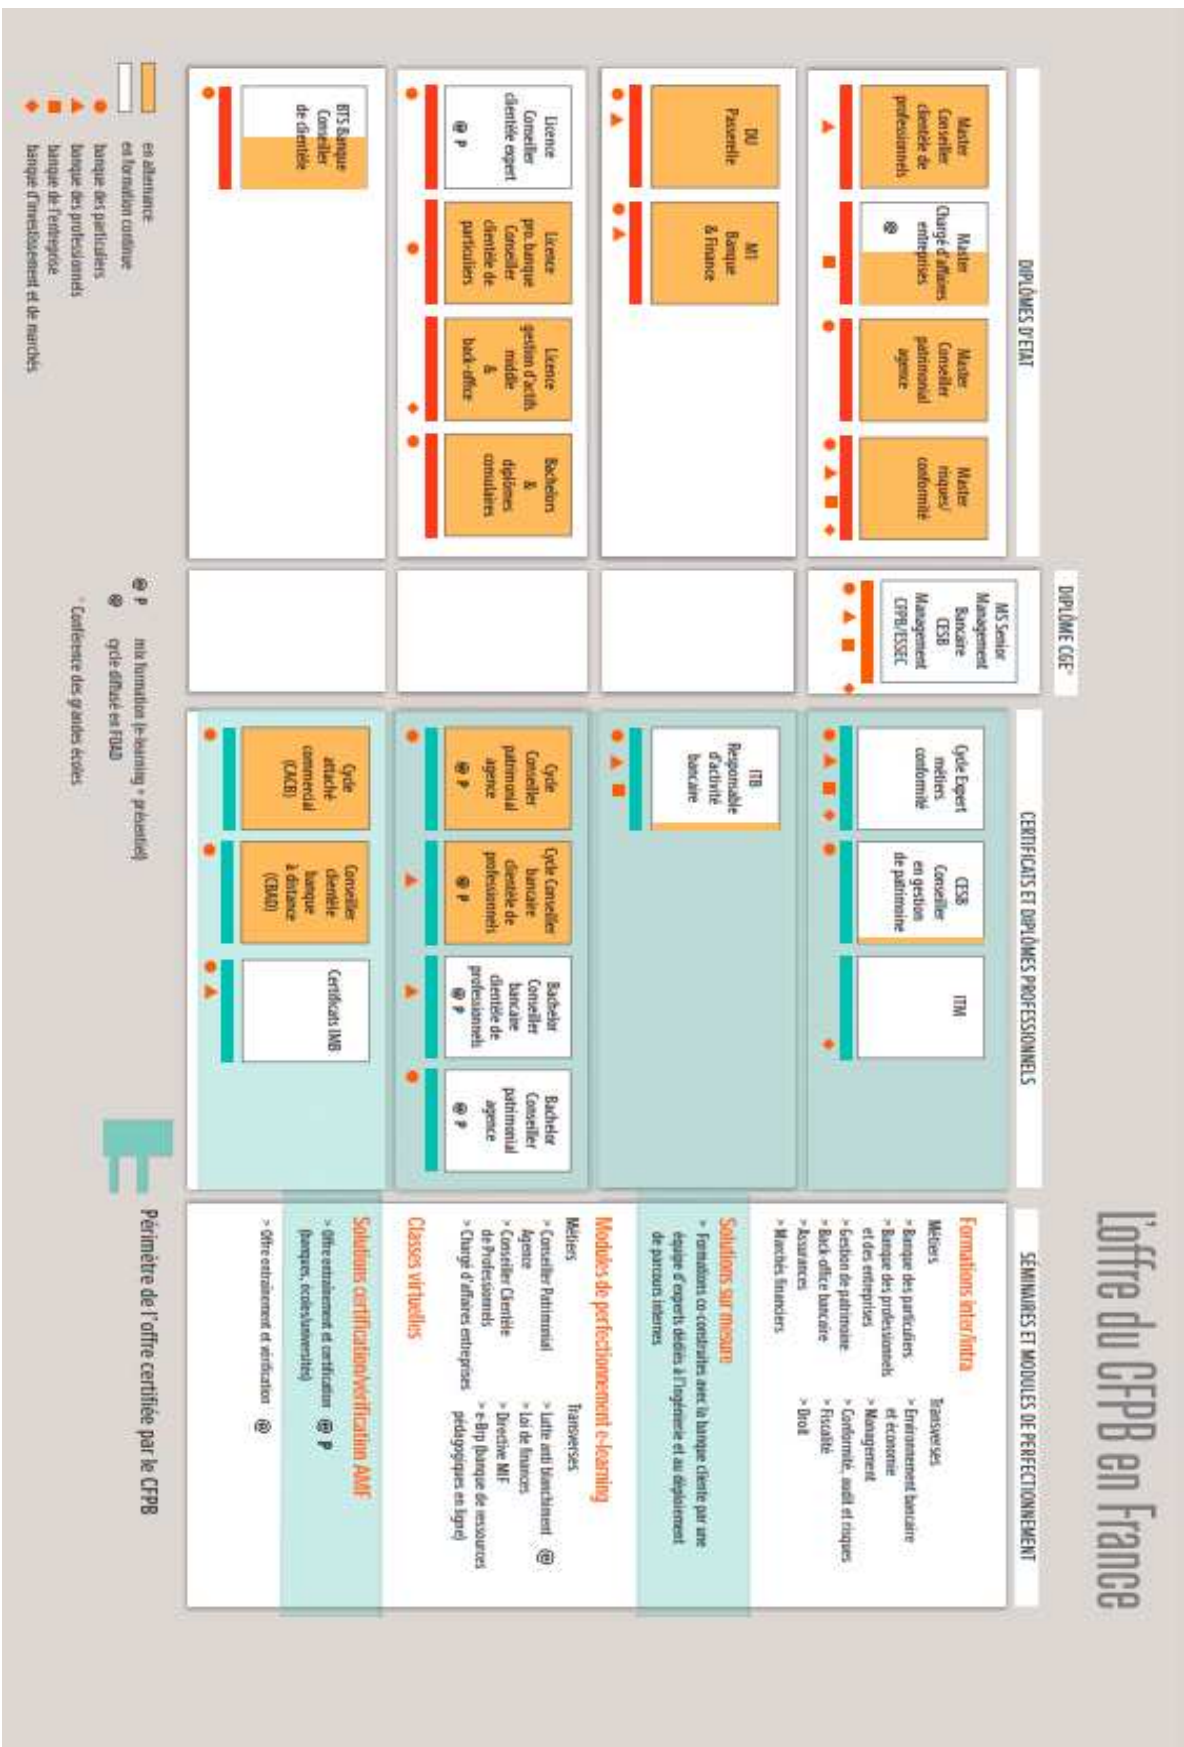 L'offre du CFPB en France
DIPLÔMES D'ETAT
Master
Conseiller
clientèle de
professionnels
Master
Chargé d'affaires
entreprises
@
Master
Conseiller
patrimonial
agence
Master
risques/
conformité
DU
Passerelle
M1
Banque
& Finance
Licence
Conseiller
clientèle expert
@ P
Licence
pro. banque
Conseiller
clientèle de
particuliers
Licence
gestion d'actifs
middle
&
back-office
Bachelors
&
diplômes
consulaires
BTS Banque
Conseiller
de clientèle
DIPLÔME CGE*
MS Senior
Management
Bancaire
CESB
Management
CFPB/ESSEC
CERTIFICATS ET DIPLÔMES PROFESSIONNELS
Cycle Expert
métiers
conformité
CESB
Conseiller
en gestion
de patrimoine
ITM
ITB
Responsable
d'activité
bancaire
Cycle
Conseiller
patrimonial
agence
@ P
Cycle Conseiller
bancaire
clientèle de
professionnels
@ P
Bachelor
Conseiller
bancaire
clientèle de
professionnels
@ P
Bachelor
Conseiller
patrimonial
agence
@ P
Cycle
attaché
commercial
(CACB)
Conseiller
clientèle
banque
à distance
(CBAD)
Certificats IMB
SÉMINAIRES ET MODULES DE PERFECTIONNEMENT
Formations inter/intra
Métiers
> Banque des particuliers
> Banque des professionnels
et des entreprises
> Gestion de patrimoine
> Back-office bancaire
> Assurances
> Marchés financiers
Transverses
> Environnement bancaire
et économie
> Management
> Conformité, audit et risques
> Fiscalité
> Droit
Solutions sur mesure
> Formations co-construites avec la banque cliente par une
équipe d'experts dédiés à l'ingénierie et au déploiement
de parcours internes
Modules de perfectionnement e-learning
Métiers
> Conseiller Patrimonial
Agence
> Conseiller Clientèle
de Professionnels
> Chargé d'affaires entreprises
Transverses
> Lutte anti blanchiment @
> Loi de finances
> Directive MIF
> e-Brp (banque de ressources
pédagogiques en ligne)
Classes virtuelles
Solutions certification/vérification AMF
> Offre entraînement et certification @ P
(banques, écoles/universités)
> Offre entraînement et vérification @
en alternance
en formation continue
banque des particuliers
banque des professionnels
banque de l'entreprise
banque d'investissement et de marchés
@ P mix formation (e-learning + présentiel)
@ cycle diffusé en FOAD
* Conférence des grandes écoles
Périmètre de l'offre certifiée par le CFPB